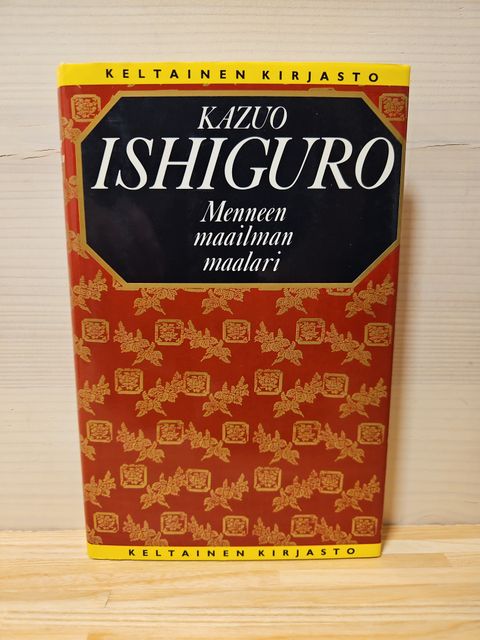 KELTAINEN KIRJASTO
KAZUO
ISHIGURO
Menneen
maailman
maalari
KELTAINEN KIRJASTO